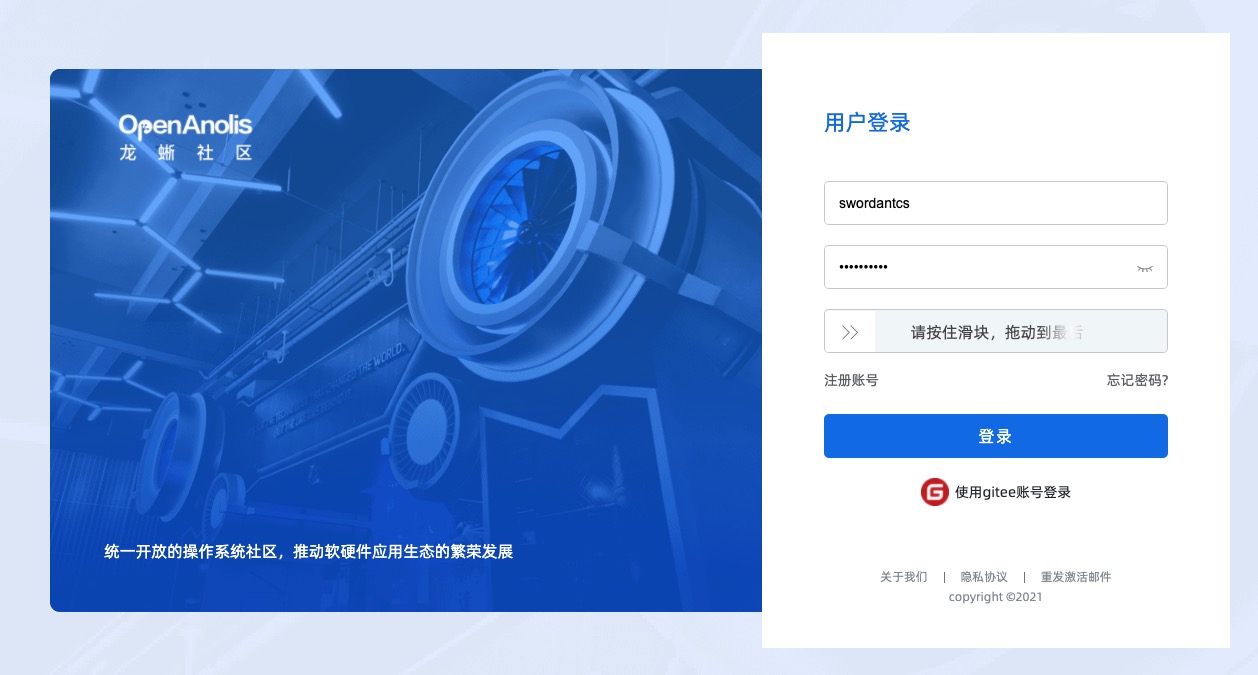 OpenAnolis
龙蜥社区
CHANGED THE WORLD.
统一开放的操作系统社区，推动软硬件应用生态的繁荣发展
用户登录
swordantcs
••••••••••
请按住滑块，拖动到最后
注册账号 忘记密码?
登录
使用gitee账号登录
关于我们 | 隐私协议 | 重发激活邮件
copyright ©2021